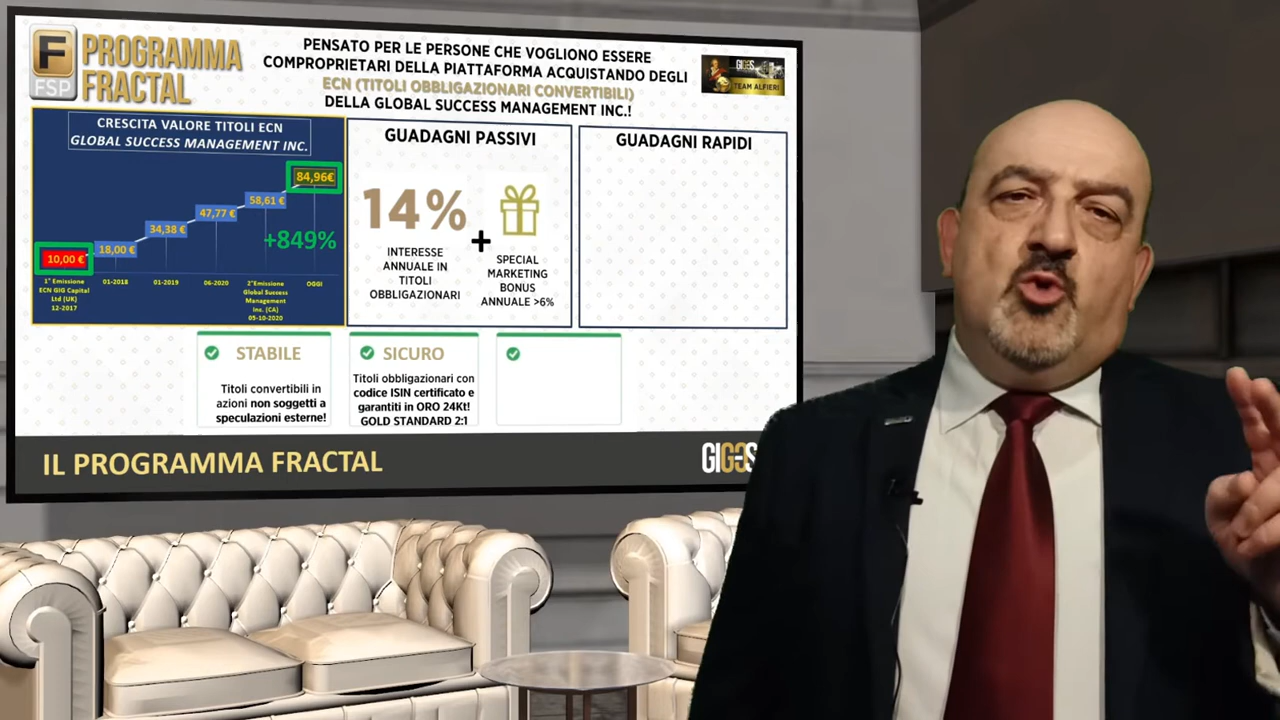 F
FSP
PROGRAMMA
FRACTAL
PENSATO PER LE PERSONE CHE VOGLIONO ESSERE
COMPROPRIETARI DELLA PIATTAFORMA ACQUISTANDO DEGLI
ECN (TITOLI OBBLIGAZIONARI CONVERTIBILI)
DELLA GLOBAL SUCCESS MANAGEMENT INC.!
TEAM ALFIERI
CRESCITA VALORE TITOLI ECN
GLOBAL SUCCESS MANAGEMENT INC.
84,96€
58,61 €
47,77 €
34,38 €
18,00 €
10,00 €
+849%
1° Emissione
ECN GIG Capital
Ltd (UK)
12-2017
01-2018
01-2019
06-2020
2°Emissione
Global Success
Management
Inc. (CA)
05-10-2020
OGGI
GUADAGNI PASSIVI
14%
INTERESSE
ANNUALE IN
TITOLI
OBBLIGAZIONARI
+
SPECIAL
MARKETING
BONUS
ANNUALE >6%
GUADAGNI RAPIDI
STABILE
Titoli convertibili in
azioni non soggetti a
speculazioni esterne!
SICURO
Titoli obbligazionari con
codice ISIN certificato e
garantiti in ORO 24Kt!
GOLD STANDARD 2:1
IL PROGRAMMA FRACTAL